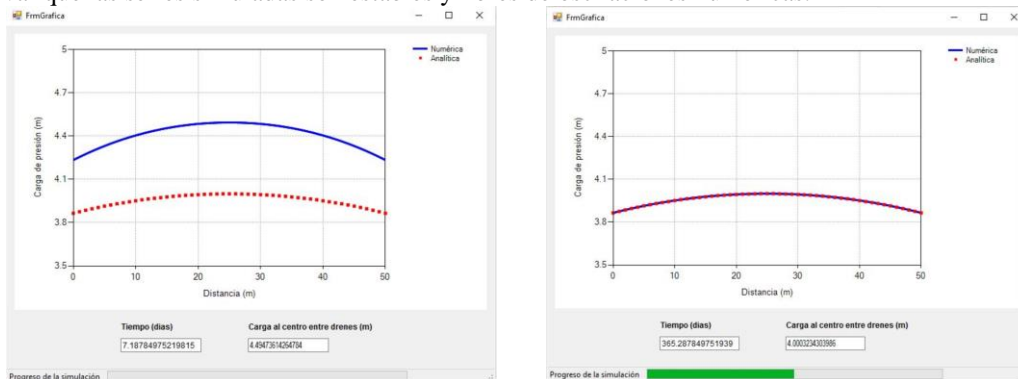 FrmGrafica
5
4.7
4.4
4.1
3.8
3.5
Carga de presión (m)
0
10
20
30
40
50
Distancia (m)
Numérica
Analítica
Tiempo (días)
7.18784975219815
Carga al centro entre drenes (m)
4.49473614264784
Progreso de la simulación
FrmGrafica
5
4.7
4.4
4.1
3.8
3.5
Carga de presión (m)
0
10
20
30
40
50
Distancia (m)
Numérica
Analítica
Tiempo (días)
365.287849751939
Carga al centro entre drenes (m)
4.0003234303986
Progreso de la simulación